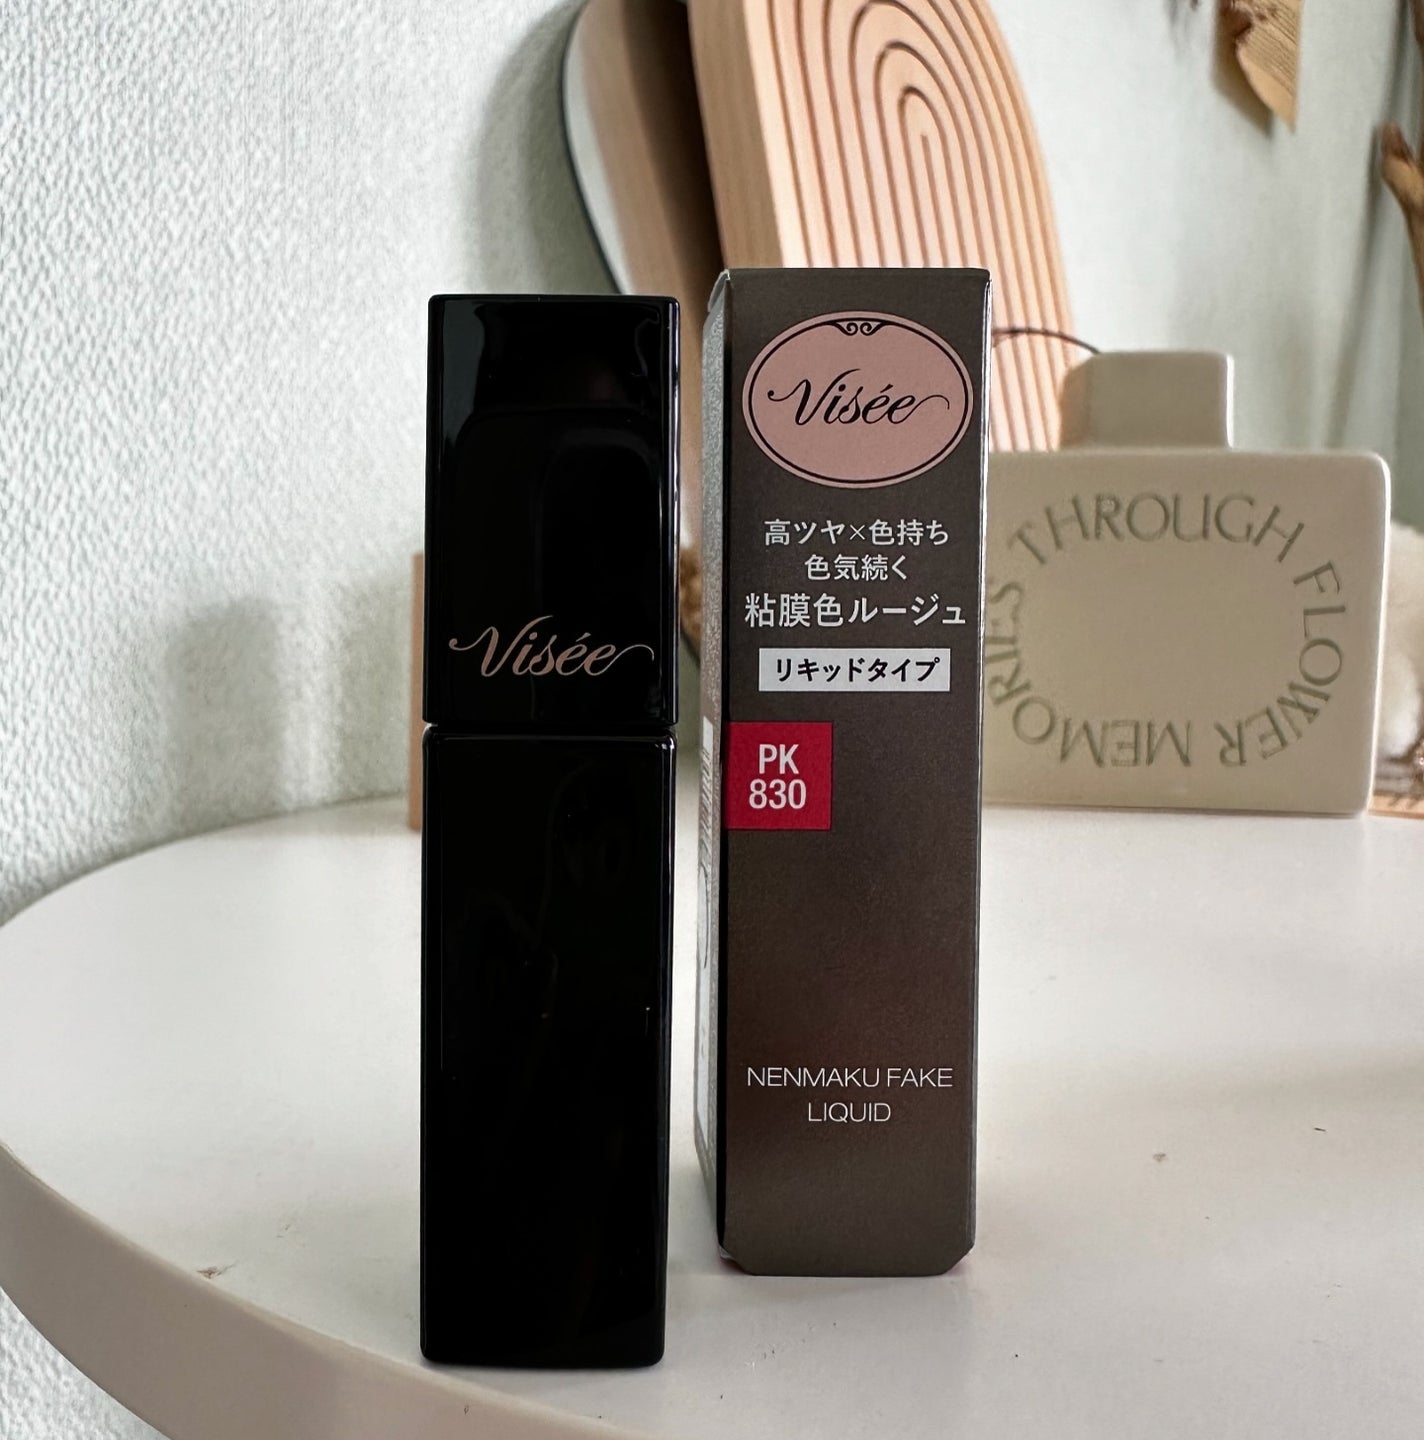 Visée
Visée
高ツヤ×色持ち
色気続く
粘膜色ルージュ
リキッドタイプ
PK
830
NENMAKU FAKE
LIQUID
MEMORIES THROUGH FLOWER